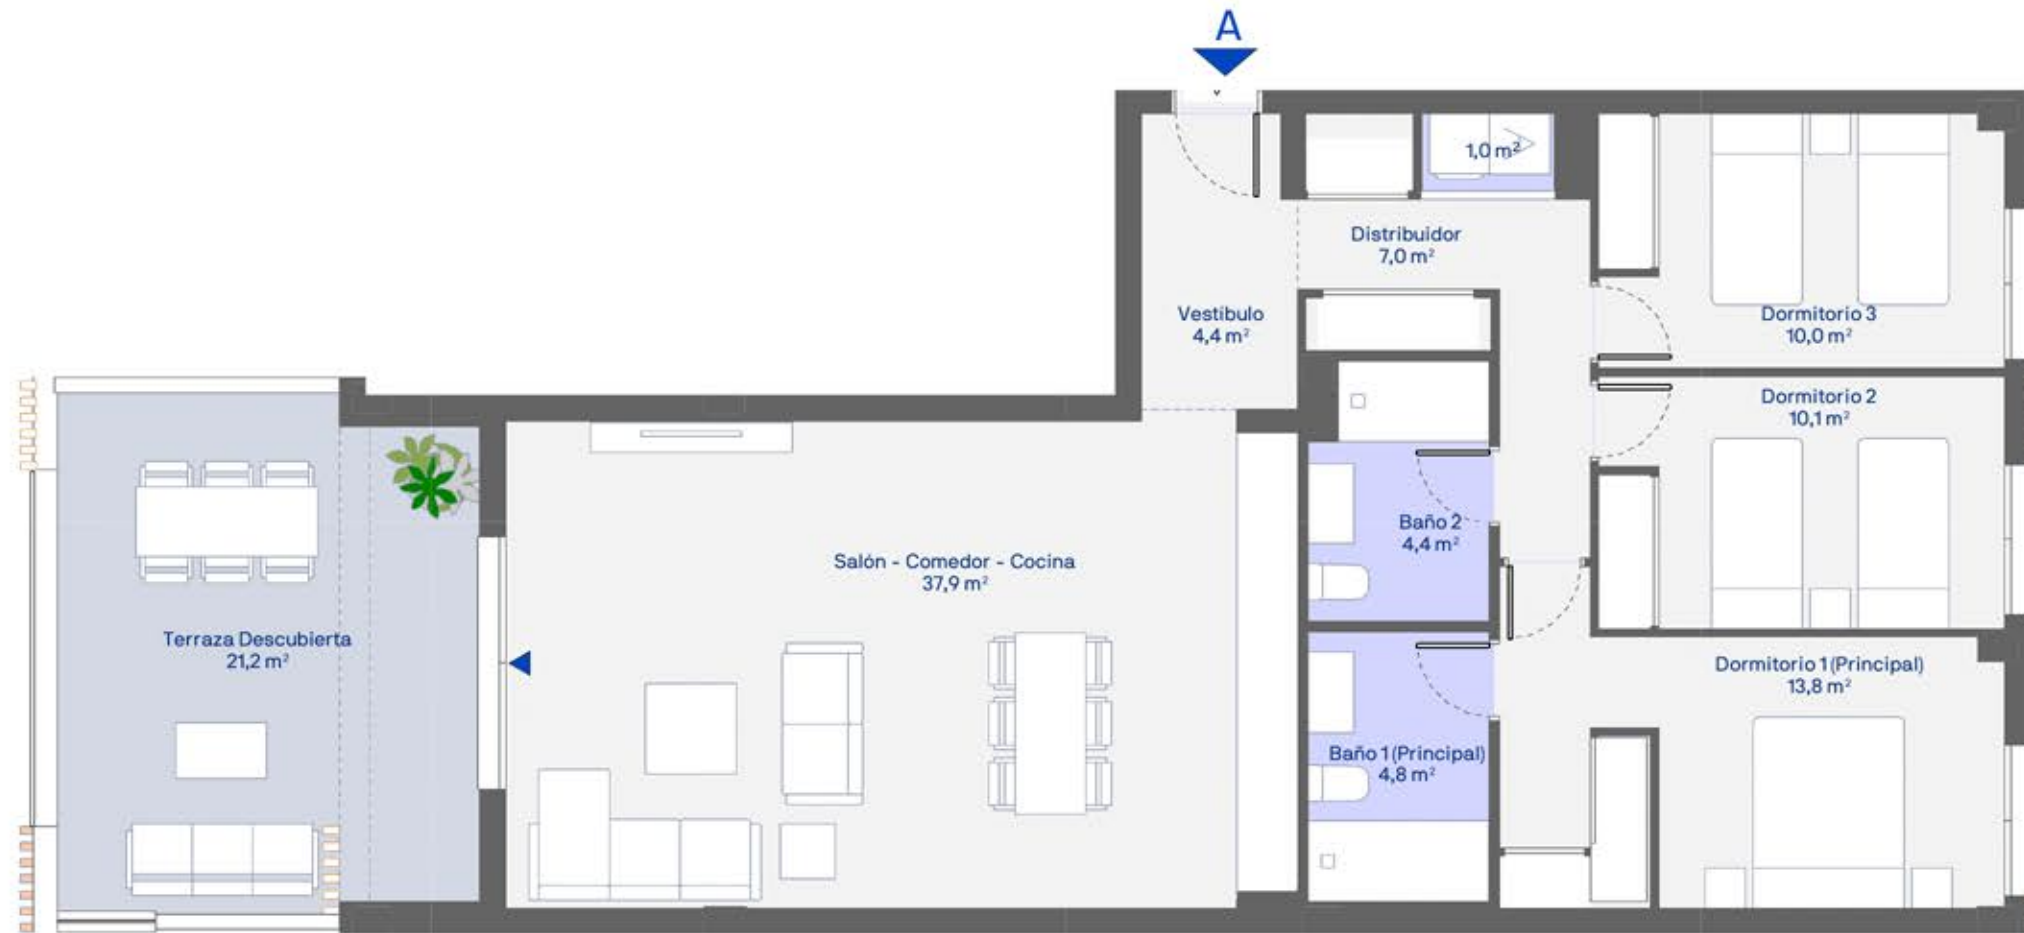 A
1,0 m²
Distribuidor
7,0 m²
Vestíbulo
4,4 m²
Dormitorio 3
10,0 m²
Dormitorio 2
10,1 m²
Baño 2
4,4 m²
Salón - Comedor - Cocina
37,9 m²
Terraza Descubierta
21,2 m²
Dormitorio 1 (Principal)
13,8 m²
Baño 1 (Principal)
4,8 m²